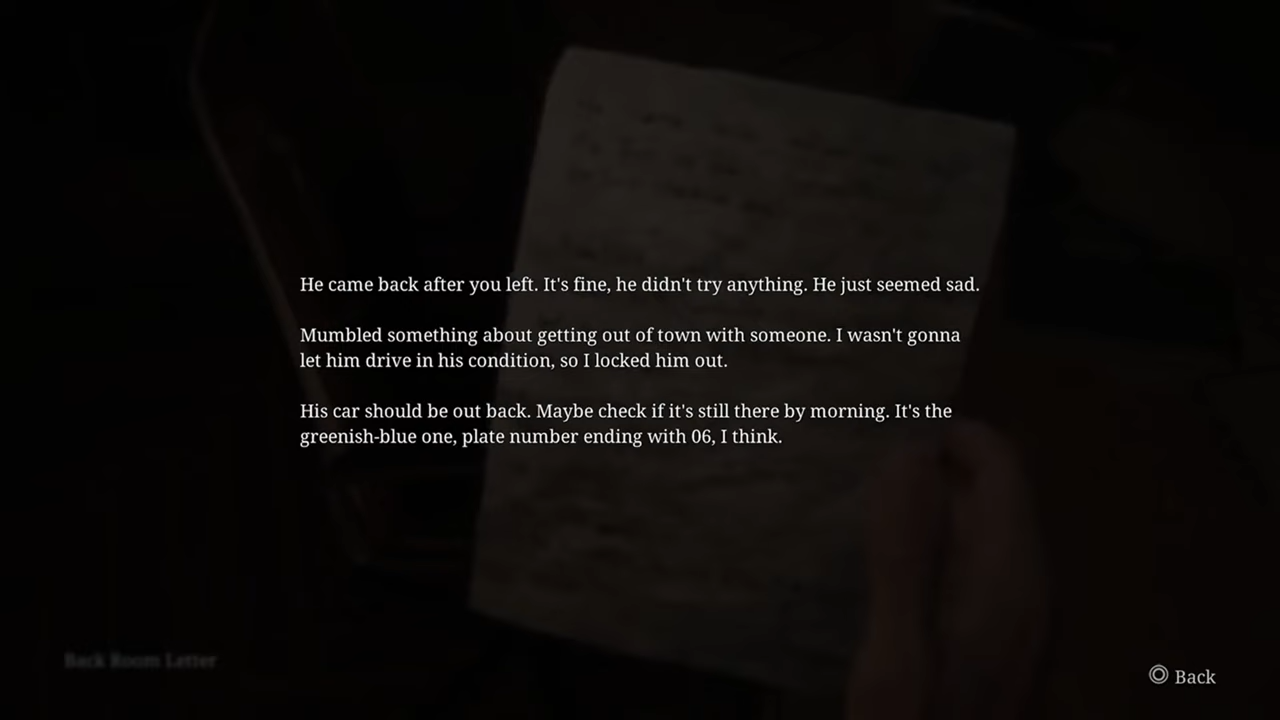 He came back after you left. It's fine, he didn't try anything. He just seemed sad.
Mumbled something about getting out of town with someone. I wasn't gonna
let him drive in his condition, so I locked him out.
His car should be out back. Maybe check if it's still there by morning. It's the
greenish-blue one, plate number ending with 06, I think.
Back Room Letter
Back